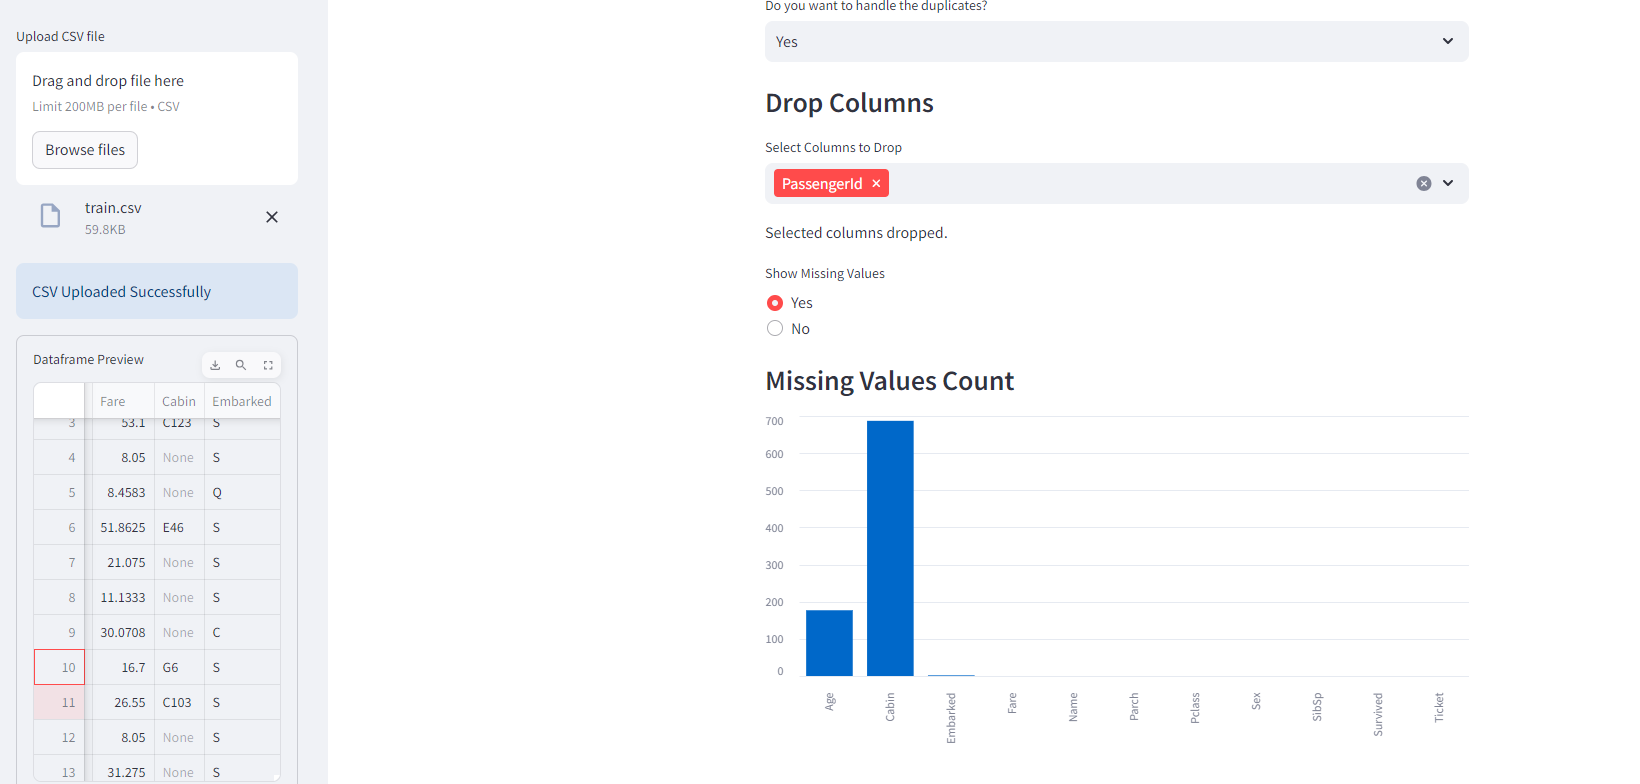 Upload CSV file
Drag and drop file here
Limit 200MB per file • CSV
Browse files
train.csv
59.8KB
CSV Uploaded Successfully
Dataframe Preview
Fare Cabin Embarked
3 53.1 C123 S
4 8.05 None S
5 8.4583 None Q
6 51.8625 E46 S
7 21.075 None S
8 11.1333 None S
9 30.0708 None C
10 16.7 G6 S
11 26.55 C103 S
12 8.05 None S
13 31.275 None S
Do you want to handle the duplicates?
Yes
Drop Columns
Select Columns to Drop
PassengerId
Selected columns dropped.
Show Missing Values
Yes
No
Missing Values Count
700
600
500
400
300
200
100
0
Age
Cabin
Embarked
Fare
Name
Parch
Pclass
Sex
SibSp
Survived
Ticket